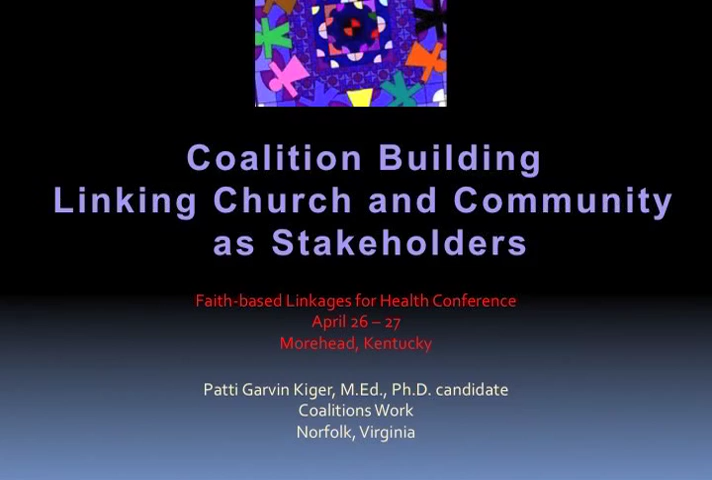 Coalition Building
Linking Church and Community
as Stakeholders
Faith-based Linkages for Health Conference
April 26 – 27
Morehead, Kentucky
Patti Garvin Kiger, M.Ed., Ph.D. candidate
Coalitions Work
Norfolk, Virginia